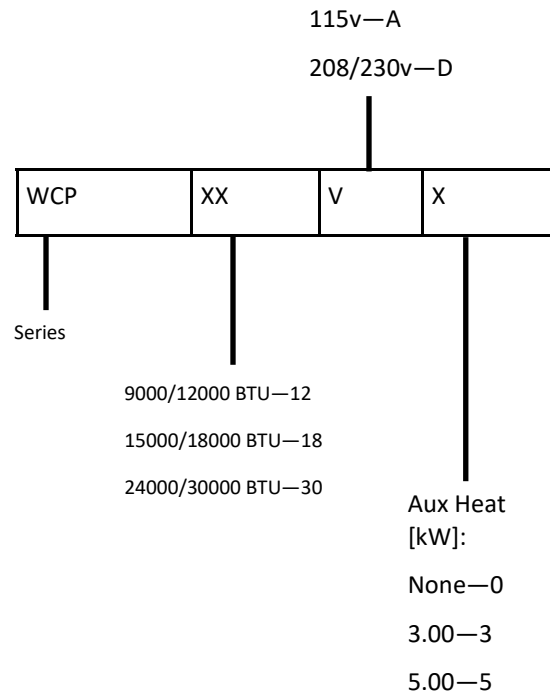 115v—A
208/230v—D
WCP XX V X
Series
9000/12000 BTU—12
15000/18000 BTU—18
24000/30000 BTU—30
Aux Heat
[kW]:
None—0
3.00—3
5.00—5